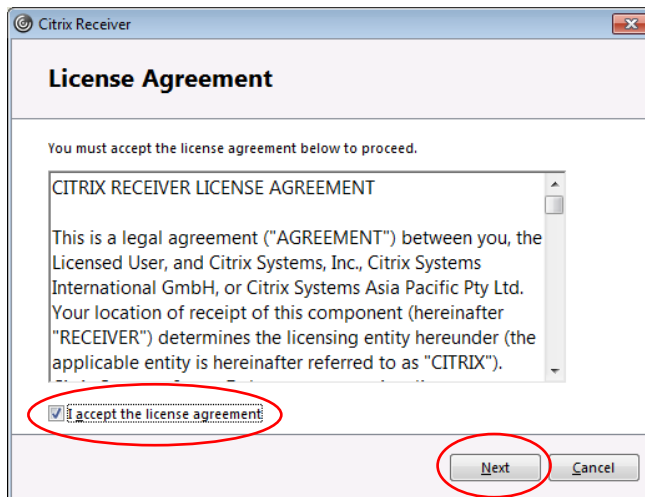 Citrix Receiver
License Agreement
You must accept the license agreement below to proceed.
CITRIX RECEIVER LICENSE AGREEMENT
This is a legal agreement ("AGREEMENT") between you, the
Licensed User, and Citrix Systems, Inc., Citrix Systems
International GmbH, or Citrix Systems Asia Pacific Pty Ltd.
Your location of receipt of this component (hereinafter
"RECEIVER") determines the licensing entity hereunder (the
applicable entity is hereinafter referred to as "CITRIX").
I accept the license agreement
Next Cancel